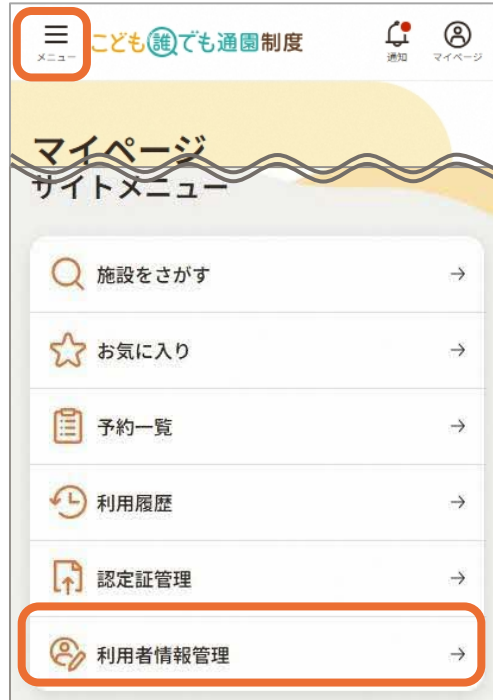 メニュー
こども誰でも通園制度
通知
マイページ
マイページ
サイトメニュー
施設をさがす
お気に入り
予約一覧
利用履歴
認定証管理
利用者情報管理